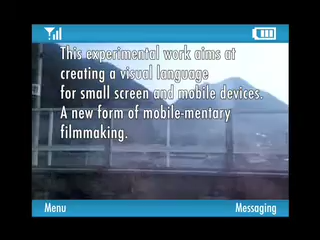 This experimental work aims at
creating a visual language
for small screen and mobile devices.
A new form of mobile-mentary
filmmaking.
Menu
Messaging